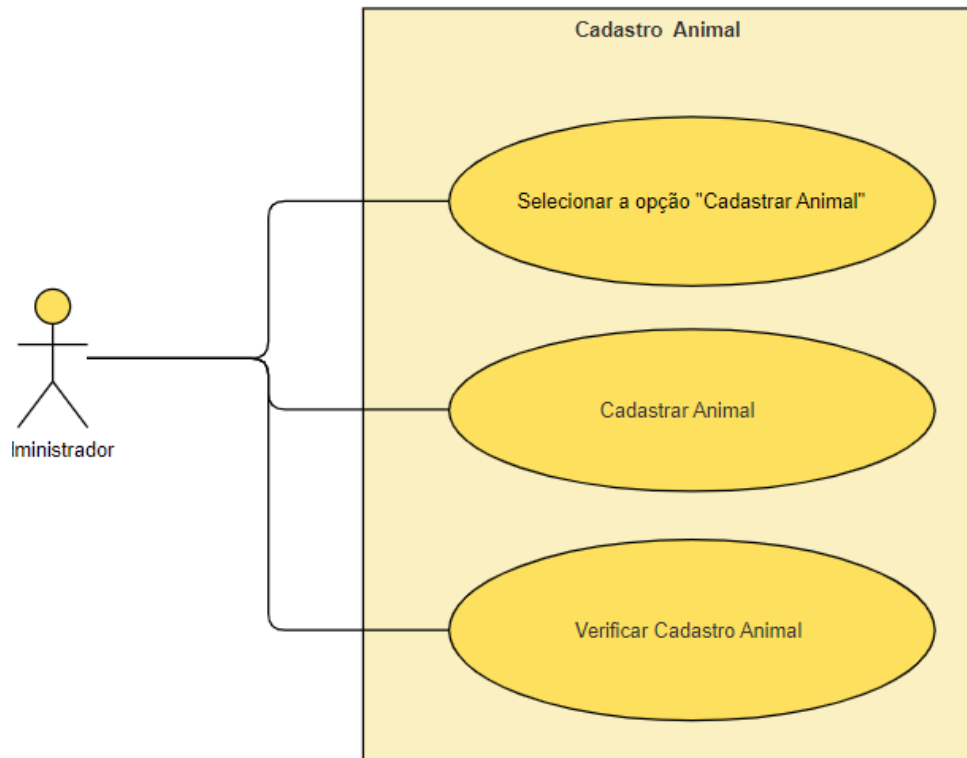 Cadastro Animal
Selecionar a opção "Cadastrar Animal"
Cadastrar Animal
lministrador
Verificar Cadastro Animal